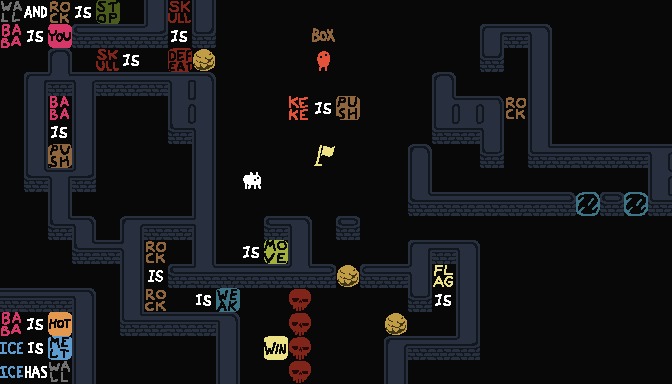 WALL AND ROCK IS STOP SKULL
BABA IS YOU IS BOX
SKULL IS DEFEAT
BABA KEKE IS PUSH ROCK
IS
PUSH
ROCK IS MOVE
IS FLAG
ROCK IS WEAK IS
BABA IS HOT
ICE IS MELT WIN
ICE HAS WALL